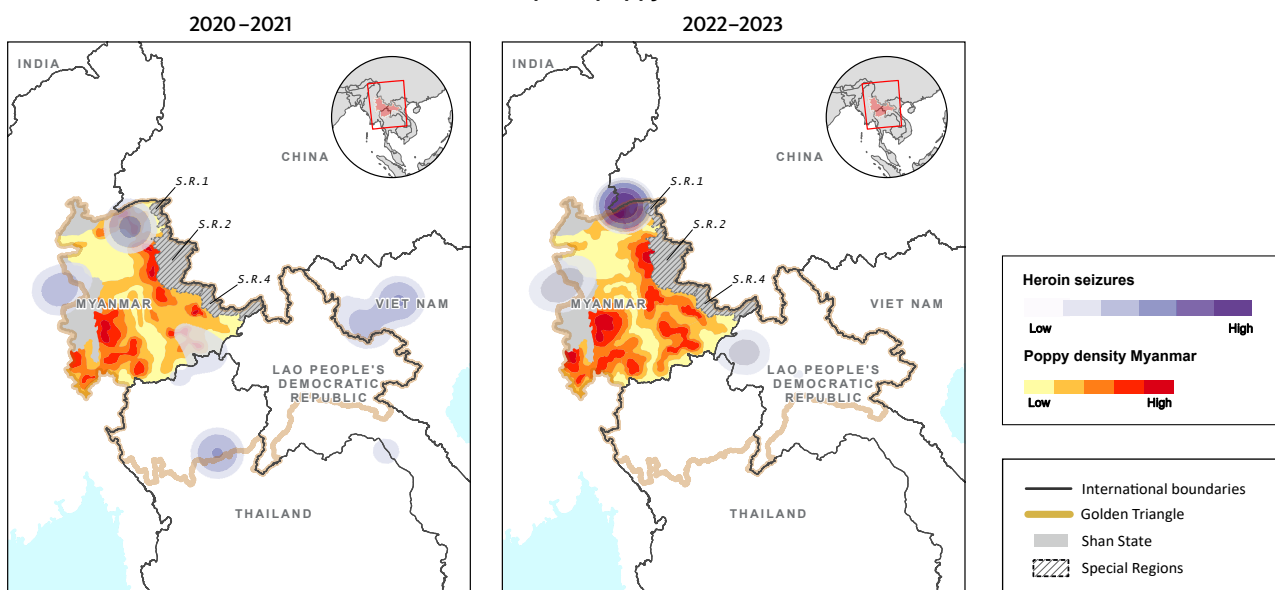 2020–2021
2022–2023
INDIA
CHINA
S.R.1
S.R.2
S.R.4
MYANMAR
VIET NAM
LAO PEOPLE'S
DEMOCRATIC
REPUBLIC
THAILAND
INDIA
CHINA
S.R.1
S.R.2
S.R.4
MYANMAR
VIET NAM
LAO PEOPLE'S
DEMOCRATIC
REPUBLIC
THAILAND
Heroin seizures
Low High
Poppy density Myanmar
Low High
International boundaries
Golden Triangle
Shan State
Special Regions